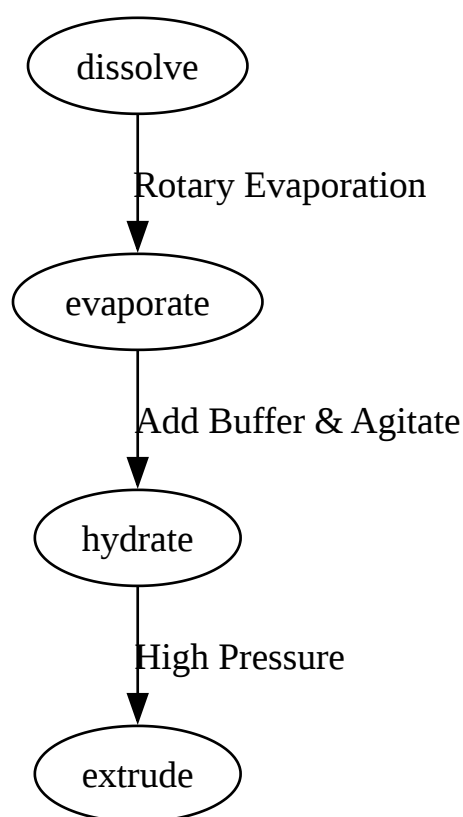 dissolve
Rotary Evaporation
evaporate
Add Buffer & Agitate
hydrate
High Pressure
extrude